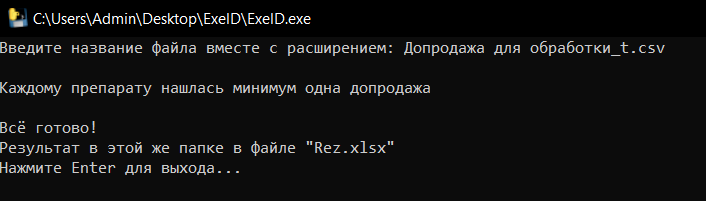 C:\Users\Admin\Desktop\ExeID\ExeID.exe
Введите название файла вместе с расширением: Допродажа для обработки_t.csv
Каждому препарату нашлась минимум одна допродажа
Всё готово!
Результат в этой же папке в файле "Rez.xlsx"
Нажмите Enter для выхода...